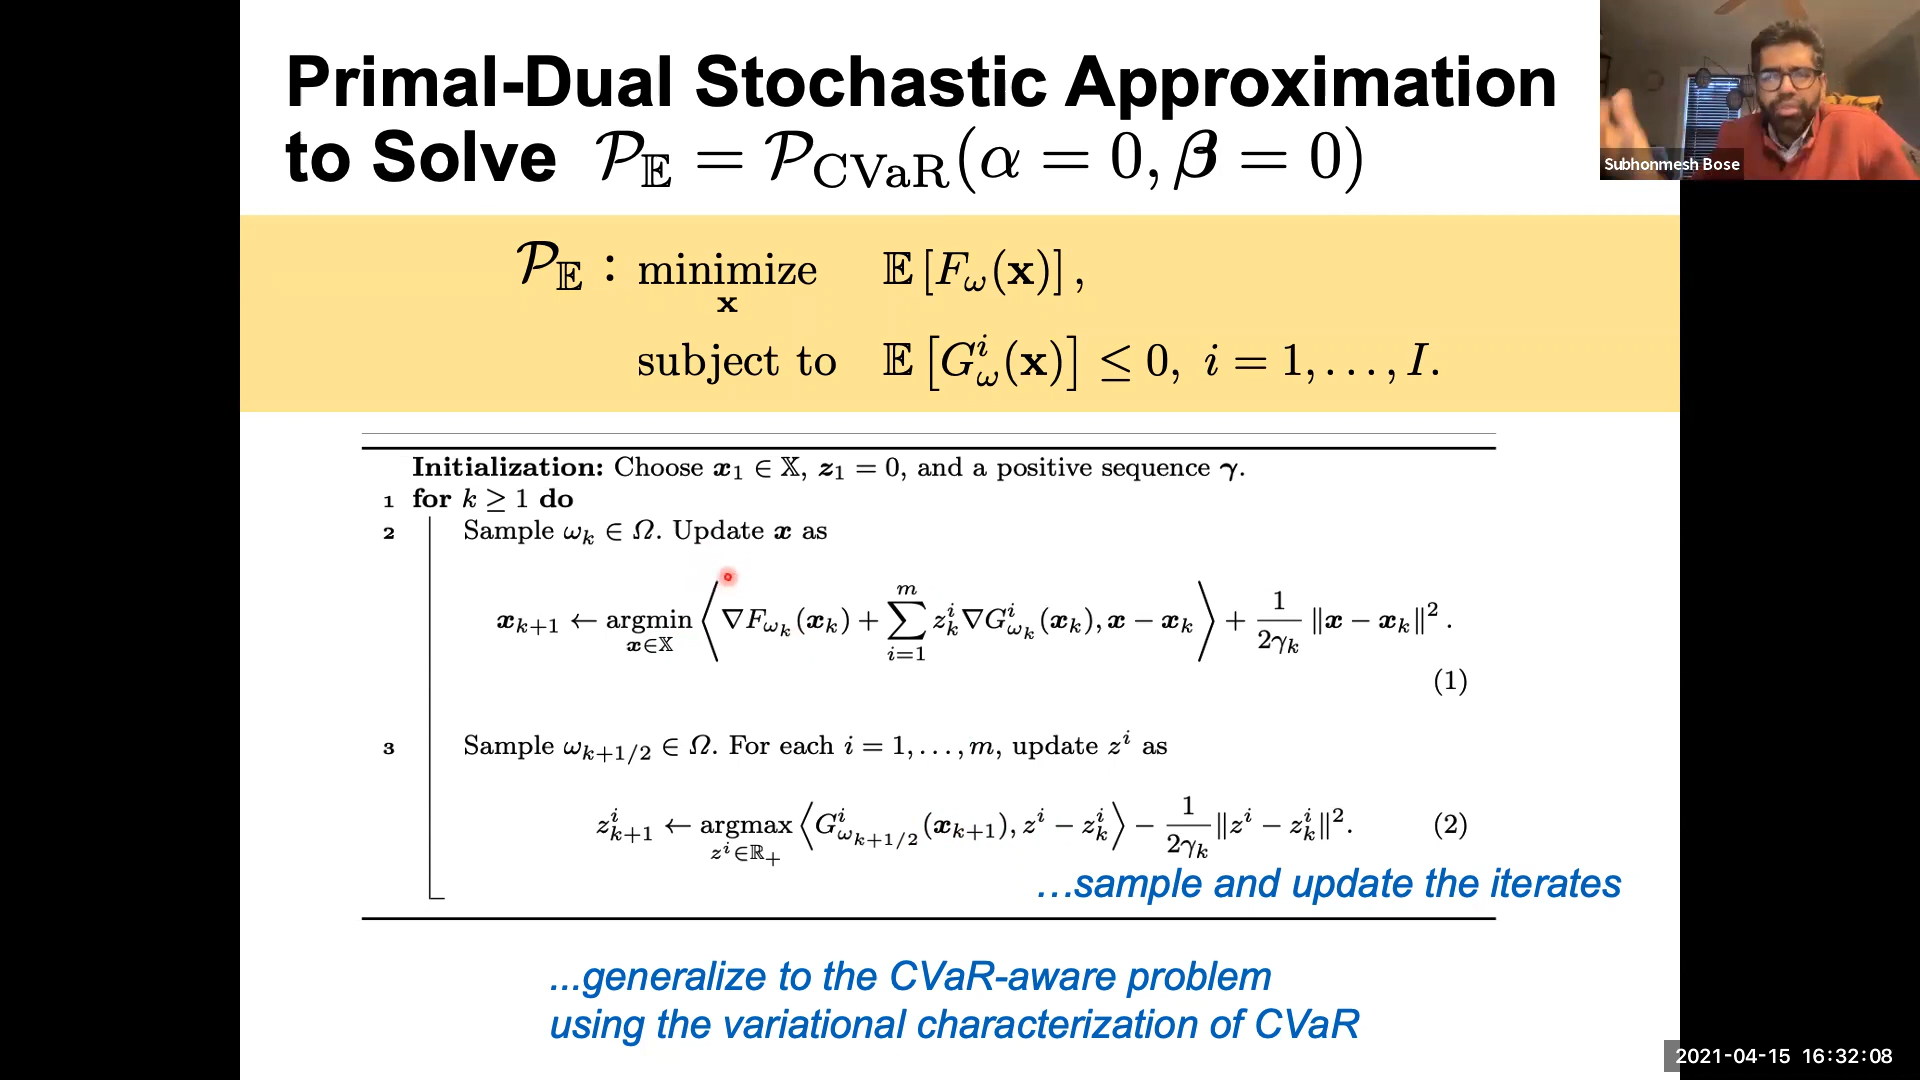 Primal-Dual Stochastic Approximation
to Solve 𝒫_𝔼 = 𝒫_CVaR(α = 0, 𝜷 = 0)
Subhonmesh Bose
𝒫_𝔼 : minimize 𝔼 [F_ω(𝐱)] ,
𝐱
subject to 𝔼 [G^i_ω(𝐱)] ≤ 0, i = 1, . . . , I.
Initialization: Choose 𝒙_1 ∈ 𝕏, 𝒛_1 = 0, and a positive sequence 𝜸.
1 for k ≥ 1 do
2 Sample ω_k ∈ Ω. Update 𝒙 as
𝒙_{k+1} ← argmin_{𝒙∈𝕏} ⟨∇F_{ω_k}(𝒙_k) + ∑_{i=1}^{m} z^i_k ∇G^i_{ω_k}(𝒙_k), 𝒙 − 𝒙_k⟩ + 1/(2γ_k) ‖𝒙 − 𝒙_k‖^2 .
(1)
3 Sample ω_{k+1/2} ∈ Ω. For each i = 1, . . . , m, update z^i as
z^i_{k+1} ← argmax_{z^i∈ℝ_+} ⟨G^i_{ω_{k+1/2}}(𝒙_{k+1}), z^i − z^i_k⟩ − 1/(2γ_k) ‖z^i − z^i_k‖^2. (2)
...sample and update the iterates
...generalize to the CVaR-aware problem
using the variational characterization of CVaR
2021-04-15 16:32:08